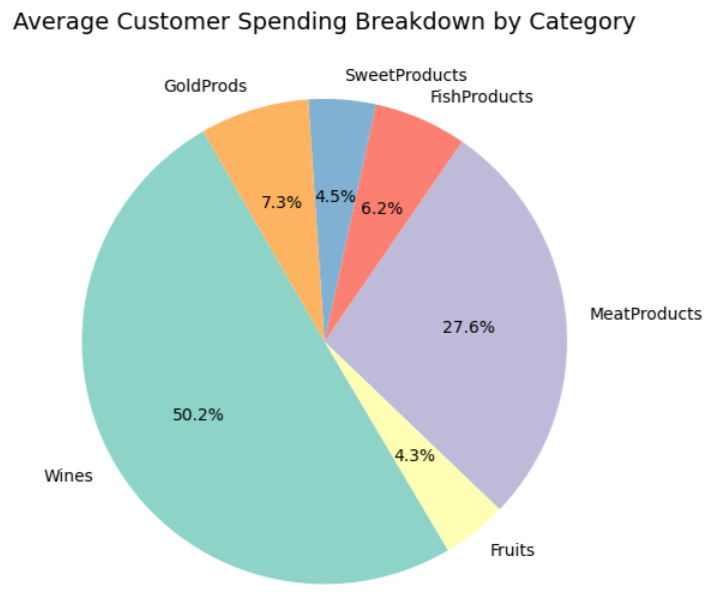 Average Customer Spending Breakdown by Category
SweetProducts
GoldProds
FishProducts
4.5%
7.3%
6.2%
MeatProducts
27.6%
50.2%
4.3%
Wines
Fruits